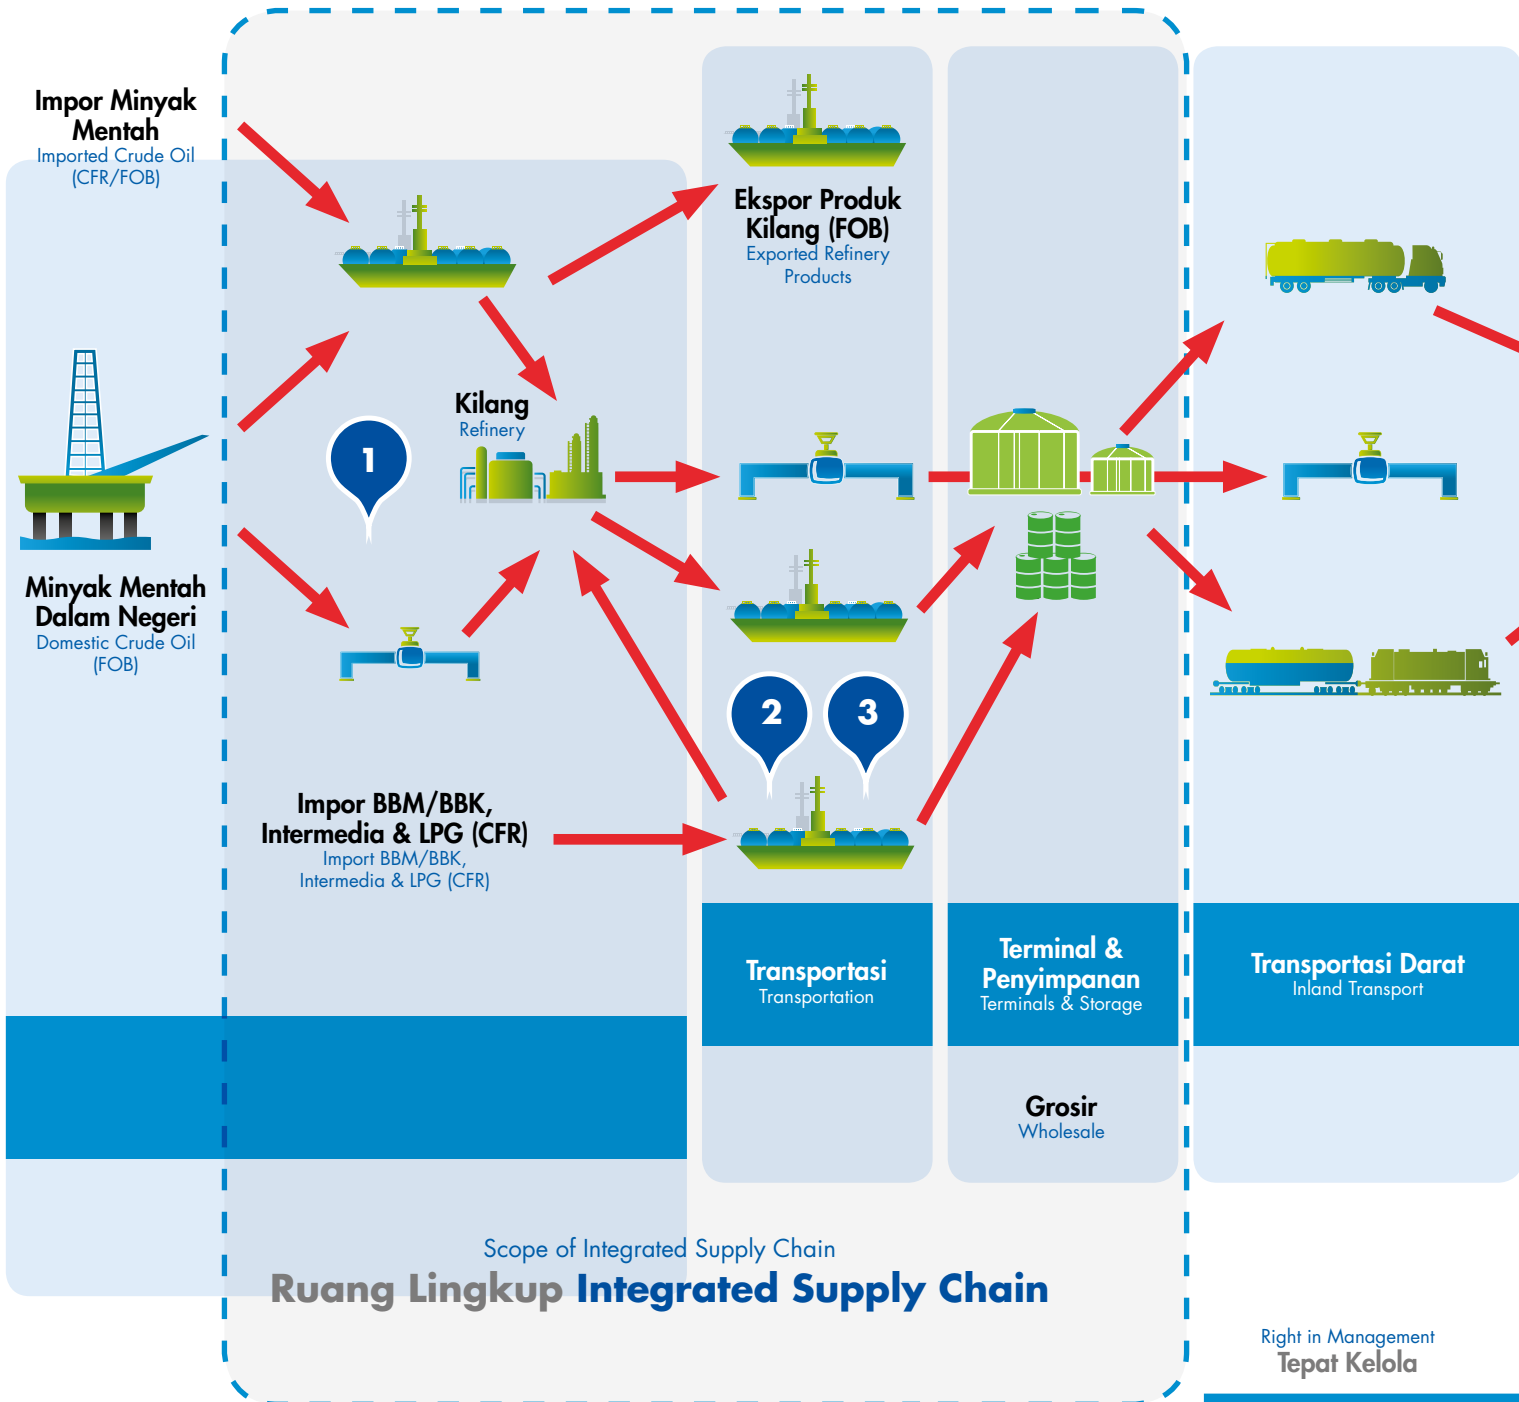 Impor Minyak
Mentah
Imported Crude Oil
(CFR/FOB)
Minyak Mentah
Dalam Negeri
Domestic Crude Oil
(FOB)
1
Kilang
Refinery
Impor BBM/BBK,
Intermedia & LPG (CFR)
Import BBM/BBK,
Intermedia & LPG (CFR)
Ekspor Produk
Kilang (FOB)
Exported Refinery
Products
2
3
Transportasi
Transportation
Terminal &
Penyimpanan
Terminals & Storage
Grosir
Wholesale
Transportasi Darat
Inland Transport
Scope of Integrated Supply Chain
Ruang Lingkup Integrated Supply Chain
Right in Management
Tepat Kelola